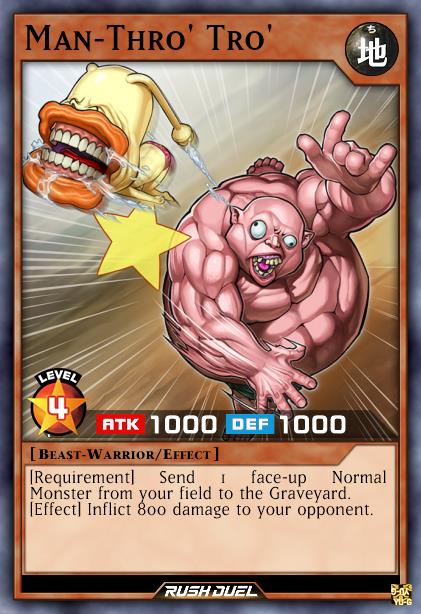 Man-Thro' Tro'
ち
地
LEVEL
4
ATK 1000 DEF 1000
[Beast-Warrior/Effect]
[Requirement] Send 1 face-up Normal
Monster from your field to the Graveyard.
[Effect] Inflict 800 damage to your opponent.
RUSH DUEL